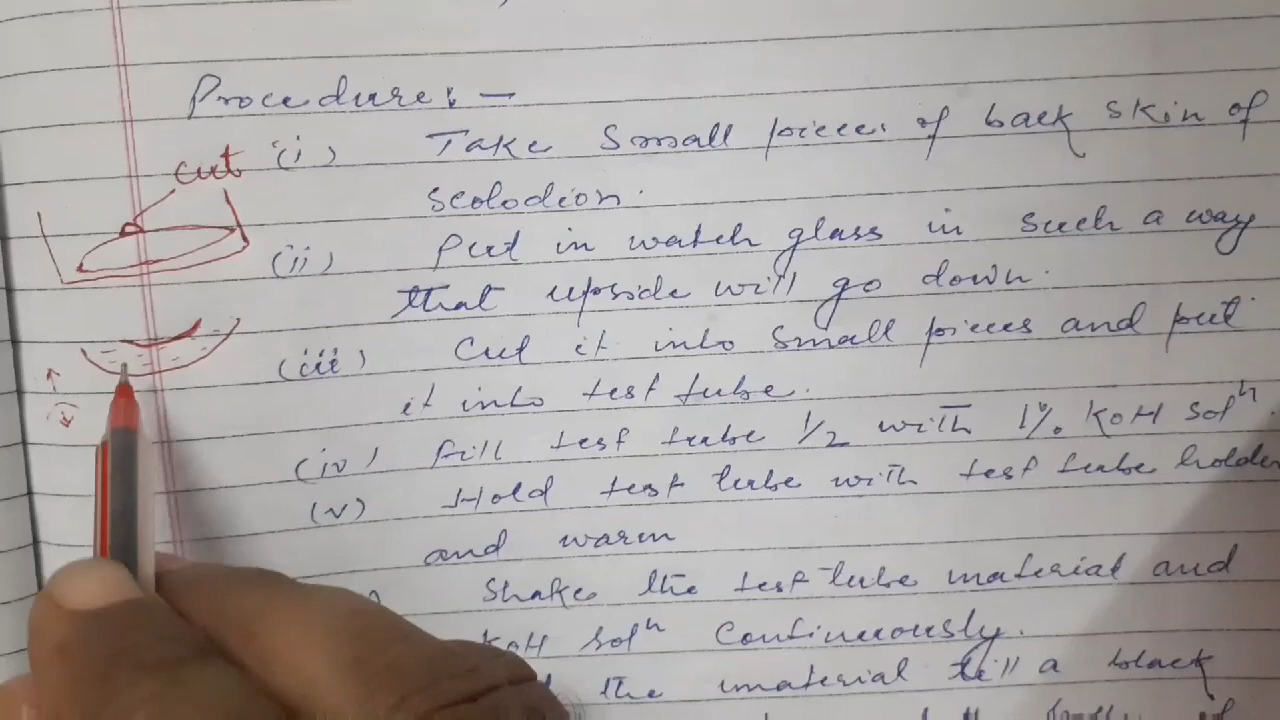 Procedure: -
cut (i) Take Small pieces of back skin of
scolodion.
(ii) Put in watch glass in such a way
that upside will go down.
(iii) Cut it into small pieces and put
it into test tube.
(iv) fill test tube 1/2 with 1% KOH solⁿ.
(v) Hold test tube with test tube holder
and warm
Shake the test tube material and
KOH solⁿ Continuously.
the material till a black